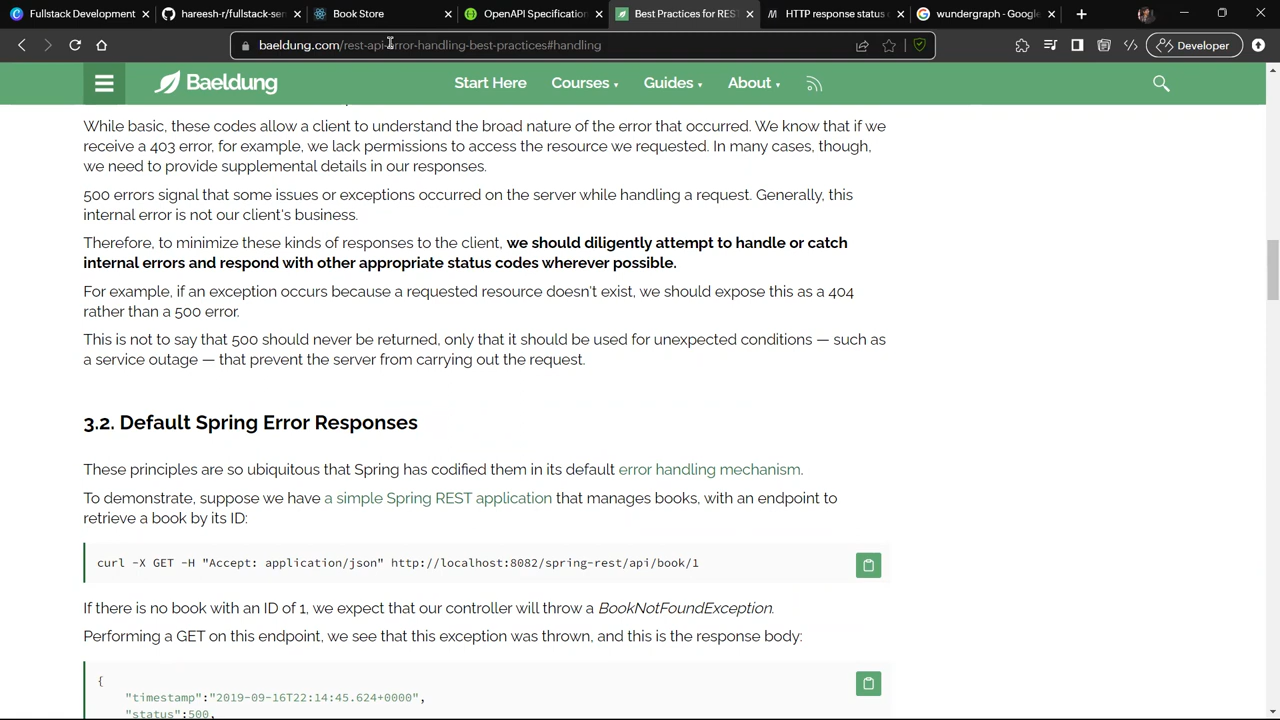 Fullstack Development
hareesh-r/fullstack-sem
Book Store
OpenAPI Specification
Best Practices for REST
HTTP response status c
wundergraph - Google
baeldung.com/rest-api-error-handling-best-practices#handling
Developer
Baeldung
Start Here
Courses
Guides
About
While basic, these codes allow a client to understand the broad nature of the error that occurred. We know that if we
receive a 403 error, for example, we lack permissions to access the resource we requested. In many cases, though,
we need to provide supplemental details in our responses.
500 errors signal that some issues or exceptions occurred on the server while handling a request. Generally, this
internal error is not our client's business.
Therefore, to minimize these kinds of responses to the client, we should diligently attempt to handle or catch
internal errors and respond with other appropriate status codes wherever possible.
For example, if an exception occurs because a requested resource doesn't exist, we should expose this as a 404
rather than a 500 error.
This is not to say that 500 should never be returned, only that it should be used for unexpected conditions — such as
a service outage — that prevent the server from carrying out the request.
3.2. Default Spring Error Responses
These principles are so ubiquitous that Spring has codified them in its default error handling mechanism.
To demonstrate, suppose we have a simple Spring REST application that manages books, with an endpoint to
retrieve a book by its ID:
curl -X GET -H "Accept: application/json" http://localhost:8082/spring-rest/api/book/1
If there is no book with an ID of 1, we expect that our controller will throw a BookNotFoundException.
Performing a GET on this endpoint, we see that this exception was thrown, and this is the response body:
{
"timestamp":"2019-09-16T22:14:45.624+0000",
"status":500,